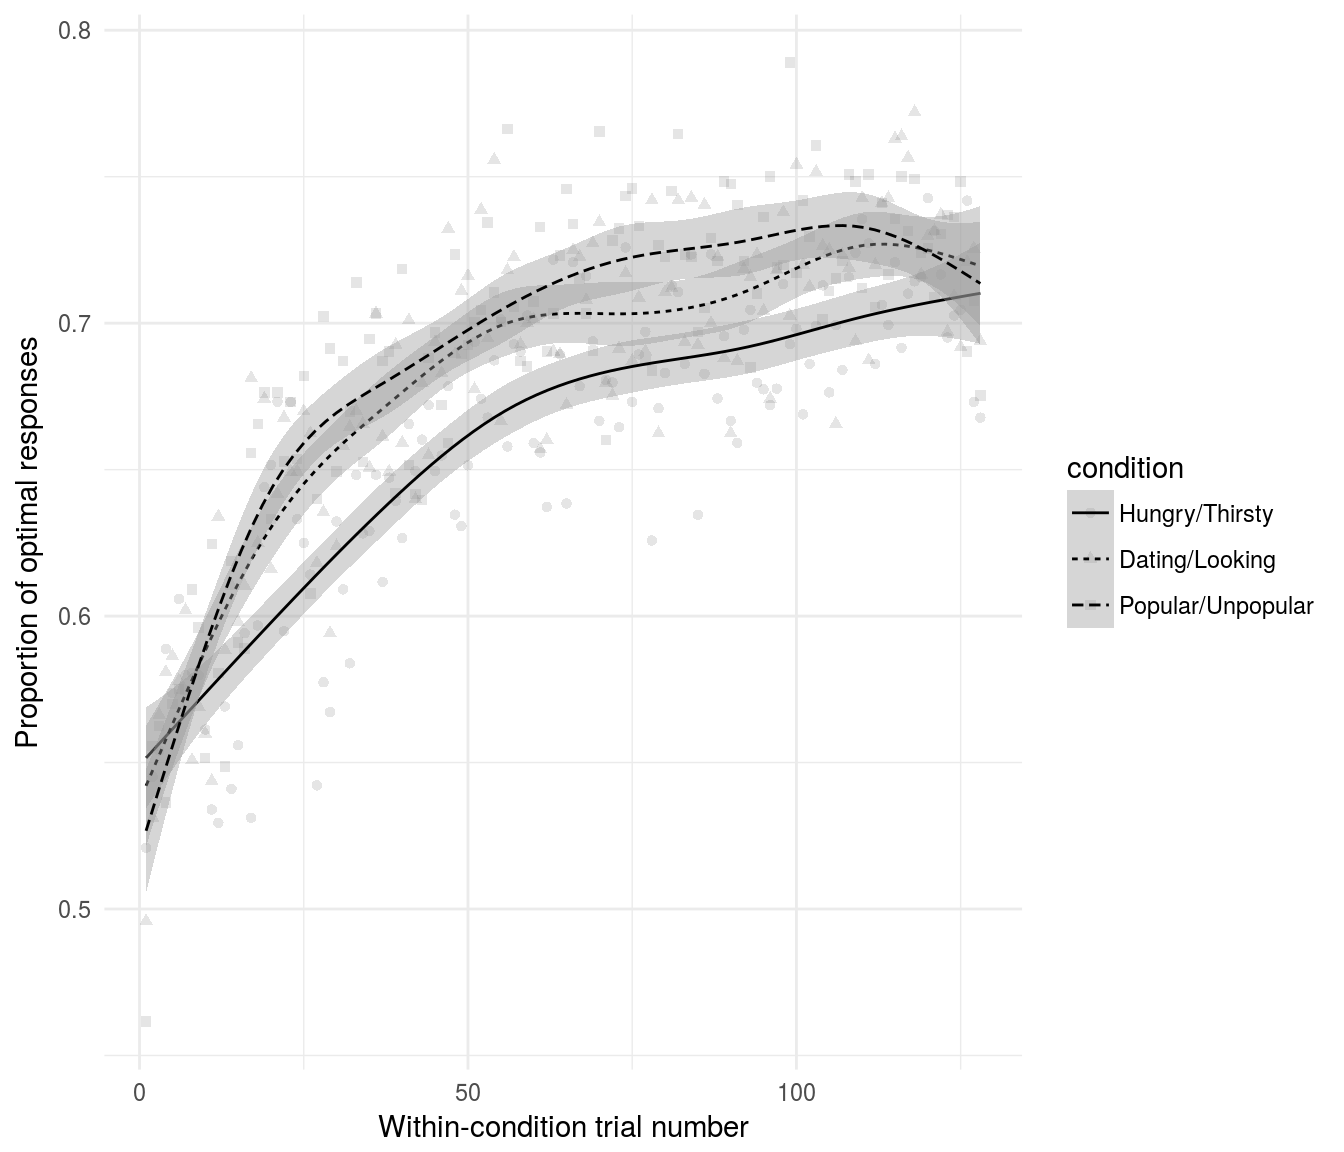 0.8
0.7
0.6
0.5
Proportion of optimal responses
0
50
100
Within-condition trial number
condition
Hungry/Thirsty
Dating/Looking
Popular/Unpopular